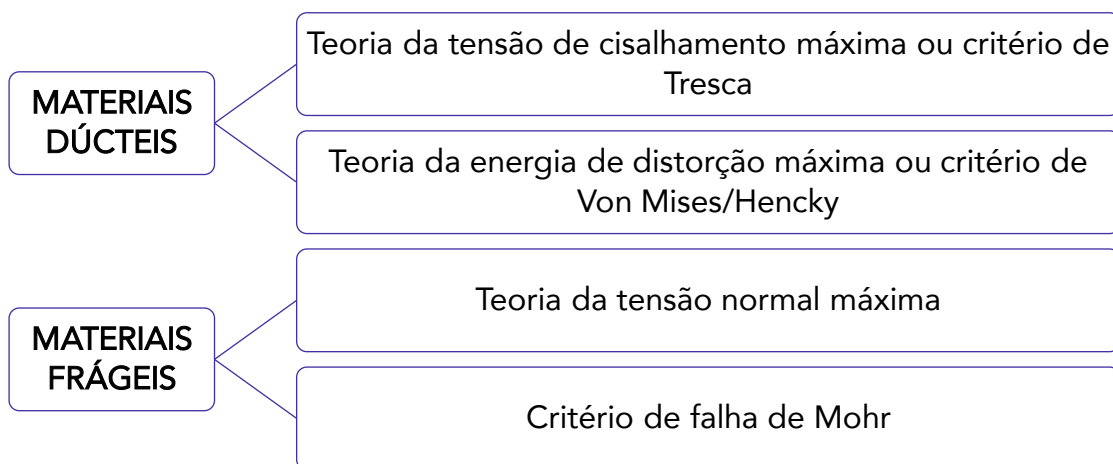 MATERIAIS
DÚCTEIS
Teoria da tensão de cisalhamento máxima ou critério de
Tresca
Teoria da energia de distorção máxima ou critério de
Von Mises/Hencky
MATERIAIS
FRÁGEIS
Teoria da tensão normal máxima
Critério de falha de Mohr